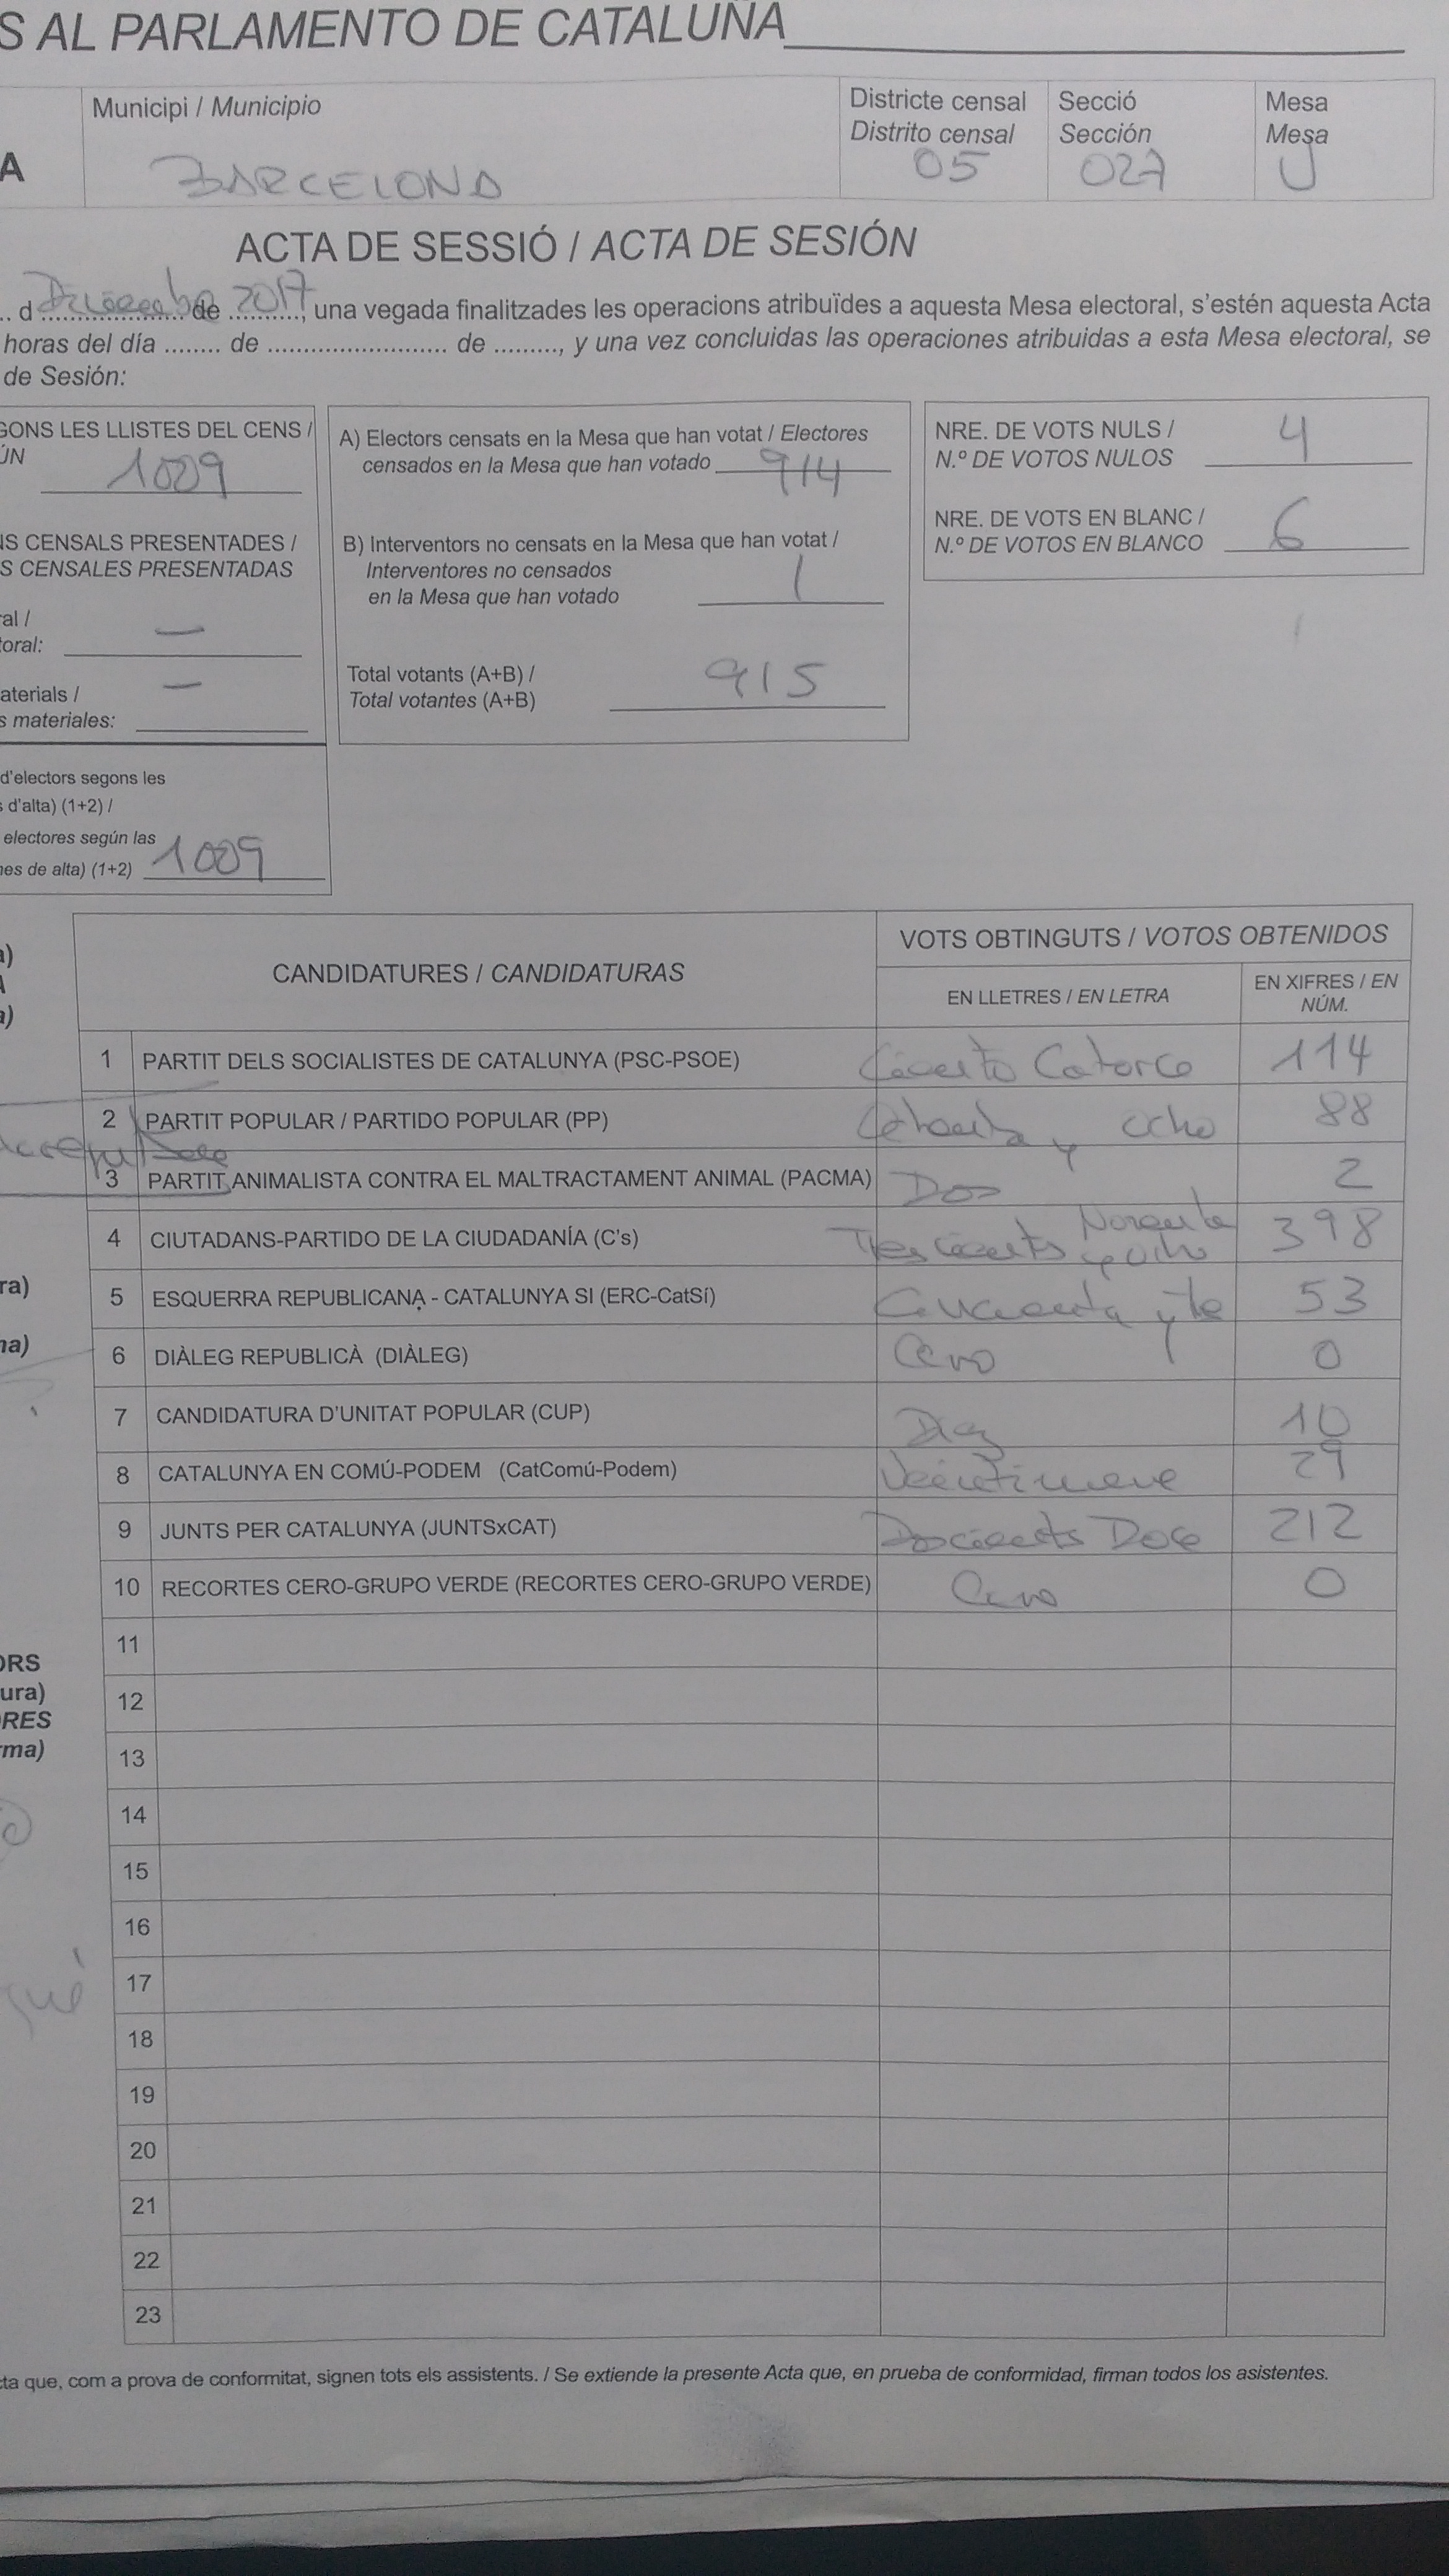 S AL PARLAMENTO DE CATALUÑA
A
Municipi / Municipio
BARCELONA
Districte censal
Distrito censal
05
Secció
Sección
027
Mesa
Mesa
U
ACTA DE SESSIÓ / ACTA DE SESIÓN
.. d Diciembre de 2017, una vegada finalitzades les operacions atribuïdes a aquesta Mesa electoral, s'estén aquesta Acta
horas del día ........ de .......................... de ........., y una vez concluidas las operaciones atribuidas a esta Mesa electoral, se
de Sesión:
GONS LES LLISTES DEL CENS /
ÚN
1009
NS CENSALS PRESENTADES /
S CENSALES PRESENTADAS
ral /
toral: —
aterials /
s materiales: —
d'electors segons les
s d'alta) (1+2) /
electores según las
nes de alta) (1+2) 1009
A) Electors censats en la Mesa que han votat / Electores
censados en la Mesa que han votado 914
B) Interventors no censats en la Mesa que han votat /
Interventores no censados
en la Mesa que han votado 1
Total votants (A+B) /
Total votantes (A+B) 915
NRE. DE VOTS NULS /
N.º DE VOTOS NULOS 4
NRE. DE VOTS EN BLANC /
N.º DE VOTOS EN BLANCO 6
a)
A
a)
ra)
na)
ORS
ura)
ORES
rma)
qué
CANDIDATURES / CANDIDATURAS
VOTS OBTINGUTS / VOTOS OBTENIDOS
EN LLETRES / EN LETRA
EN XIFRES / EN
NÚM.
1 PARTIT DELS SOCIALISTES DE CATALUNYA (PSC-PSOE) Ciento Catorce 114
2 PARTIT POPULAR / PARTIDO POPULAR (PP) Ochenta y ocho 88
3 PARTIT ANIMALISTA CONTRA EL MALTRACTAMENT ANIMAL (PACMA) Dos 2
4 CIUTADANS-PARTIDO DE LA CIUDADANÍA (C's) Trescientos Noventa y Ocho 398
5 ESQUERRA REPUBLICANA - CATALUNYA SI (ERC-CatSí) Cincuenta y tres 53
6 DIÀLEG REPUBLICÀ (DIÀLEG) Cero 0
7 CANDIDATURA D'UNITAT POPULAR (CUP) Diez 10
8 CATALUNYA EN COMÚ-PODEM (CatComú-Podem) Veintinueve 29
9 JUNTS PER CATALUNYA (JUNTSxCAT) Doscientos Doce 212
10 RECORTES CERO-GRUPO VERDE (RECORTES CERO-GRUPO VERDE) Cero 0
11
12
13
14
15
16
17
18
19
20
21
22
23
cta que, com a prova de conformitat, signen tots els assistents. / Se extiende la presente Acta que, en prueba de conformidad, firman todos los asistentes.